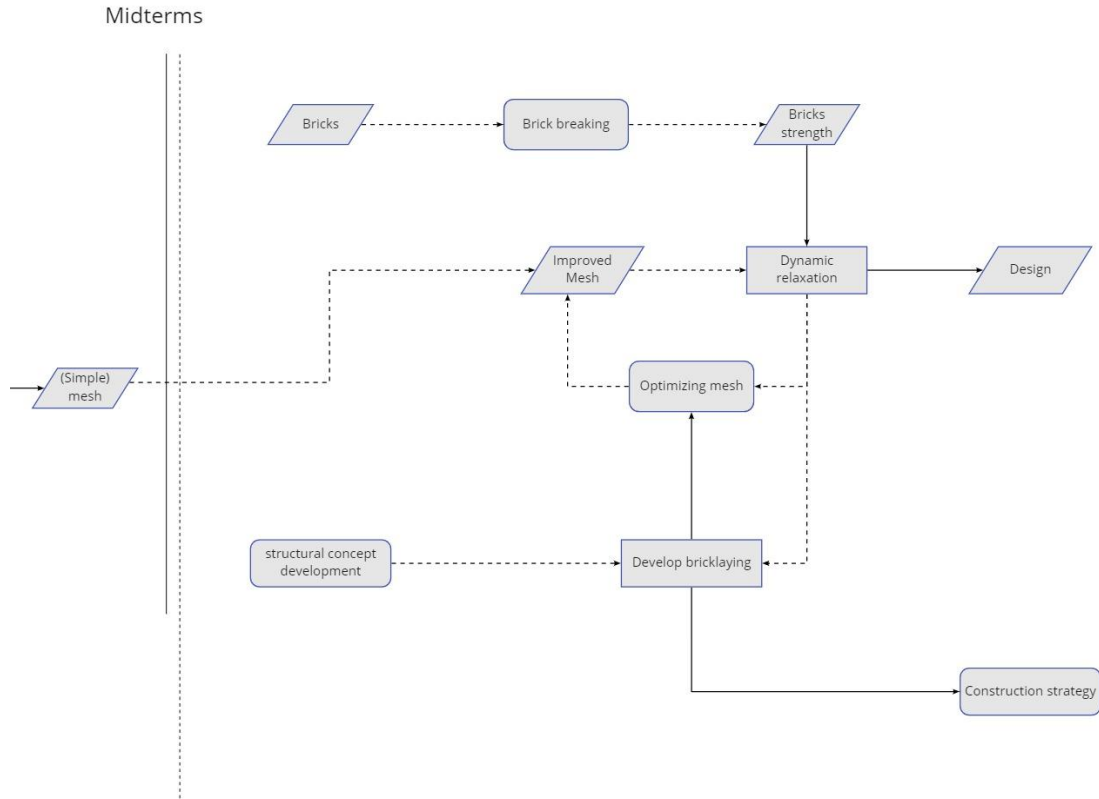 Midterms
Bricks
Brick breaking
Bricks
strength
Improved
Mesh
Dynamic
relaxation
Design
(Simple)
mesh
Optimizing mesh
structural concept
development
Develop bricklaying
Construction strategy